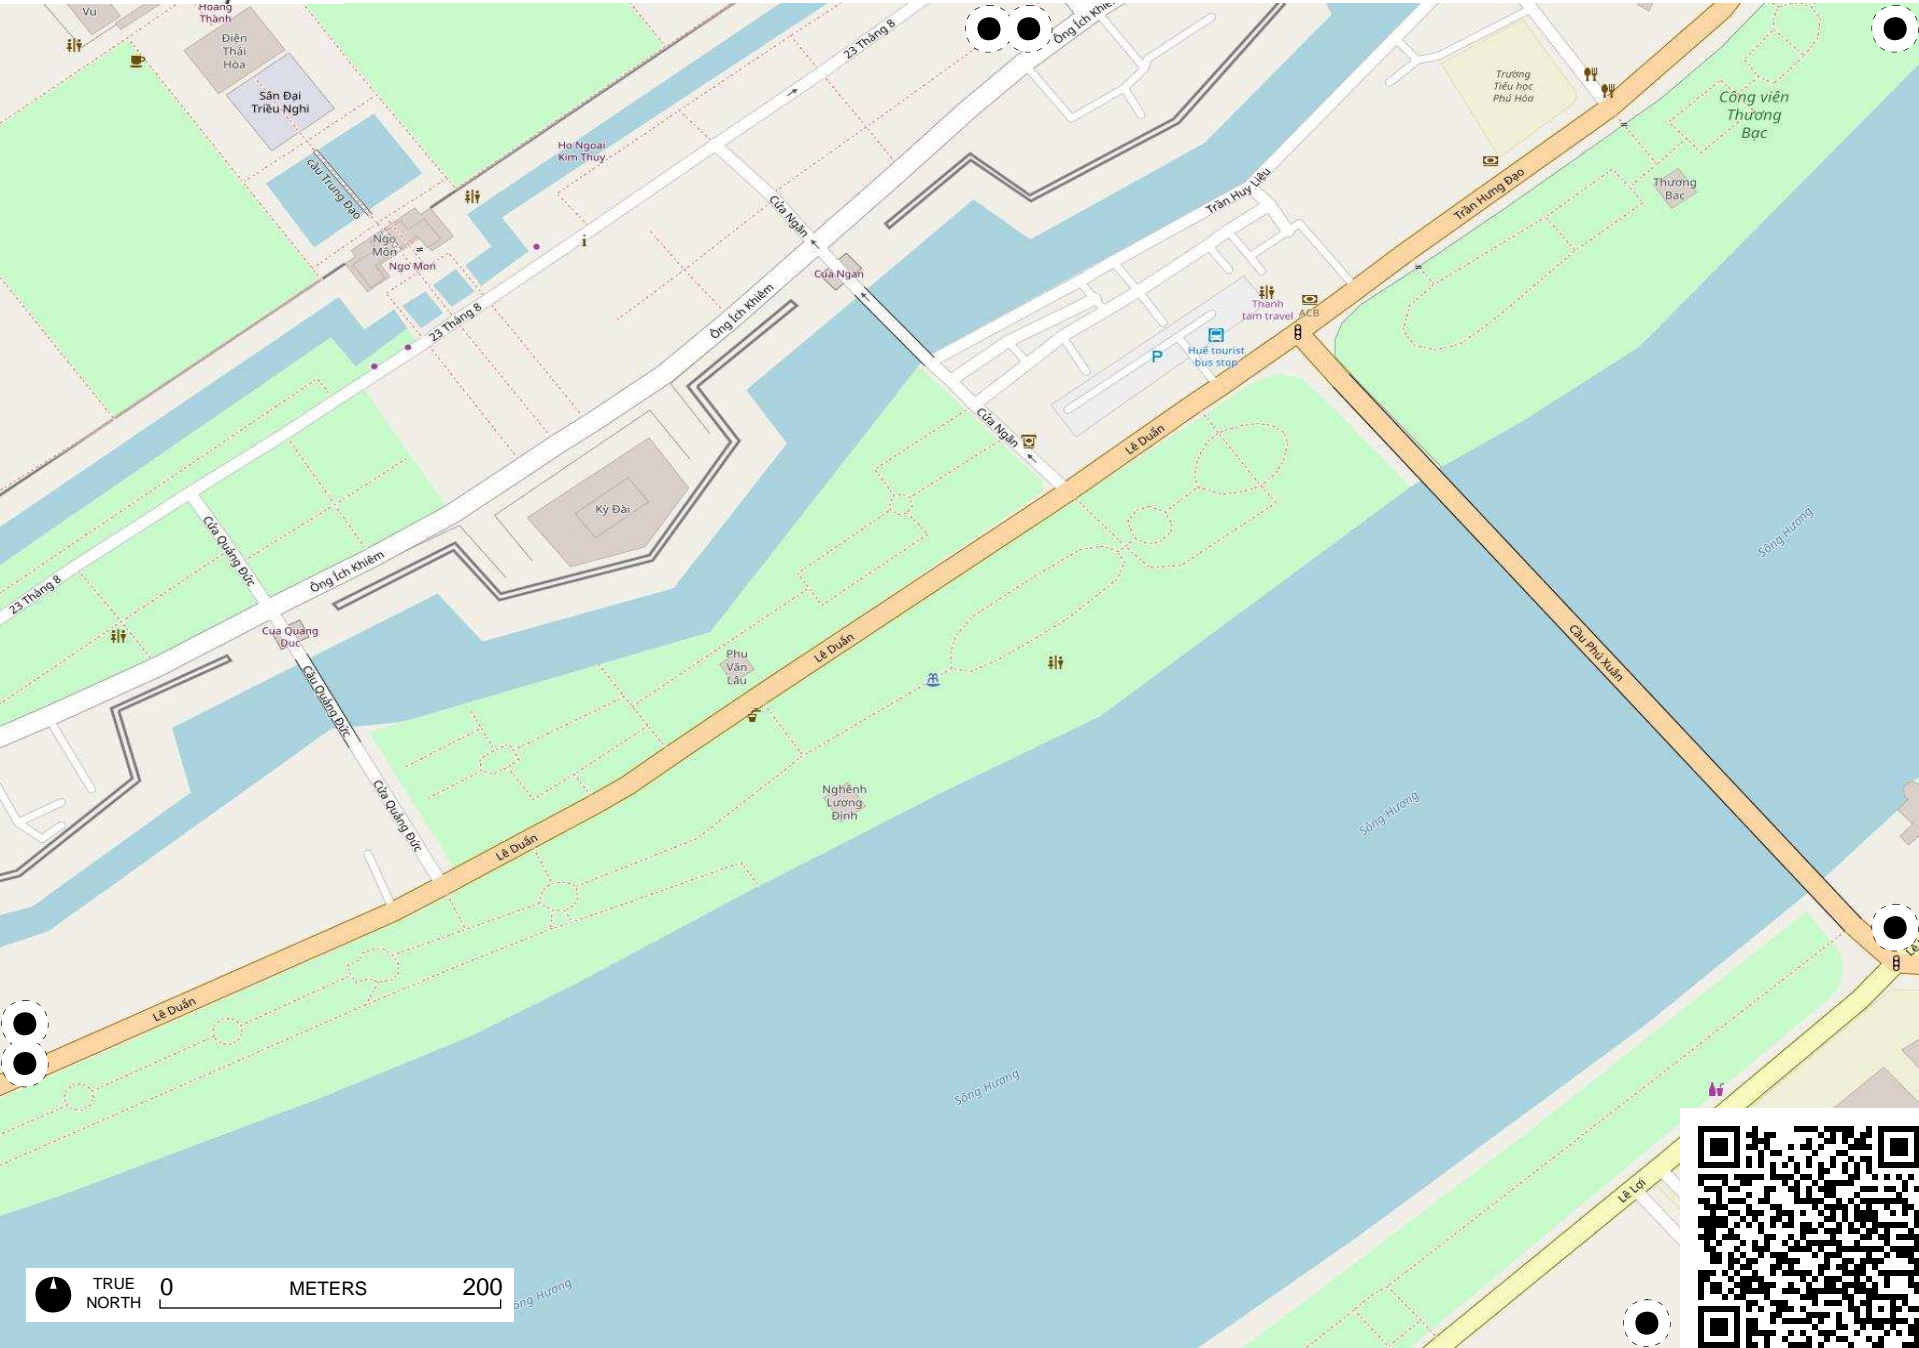 Vu
Hoang
Thành
Điện
Thái
Hòa
Sân Đại
Triều Nghi
cầu Trung Đạo
Ngọ
Môn
Ngo Mon
Ho Ngoai
Kim Thuy
23 Tháng 8
Ông Ích Khiêm
23 Tháng 8
Cửa Ngăn
Cua Ngan
Ông Ích Khiêm
Trần Huy Liệu
Trường
Tiểu học
Phú Hòa
Công viên
Thương
Bạc
Thương
Bạc
Trần Hưng Đạo
Thanh
tam travel
ACB
P
Huế tourist
bus stop
Cửa Ngăn
Lê Duẩn
Kỳ Đài
Cửa Quảng Đức
Ông Ích Khiêm
23 Tháng 8
Cua Quang
Duc
Cầu Quảng Đức
Cửa Quảng Đức
Phu
Văn
Lâu
Lê Duẩn
Nghênh
Lương
Đình
Lê Duẩn
Lê Duẩn
Sông Hương
Cầu Phú Xuân
Sông Hương
Sông Hương
Sông Hương
Lê
Lê Lợi
TRUE
NORTH
0 METERS 200